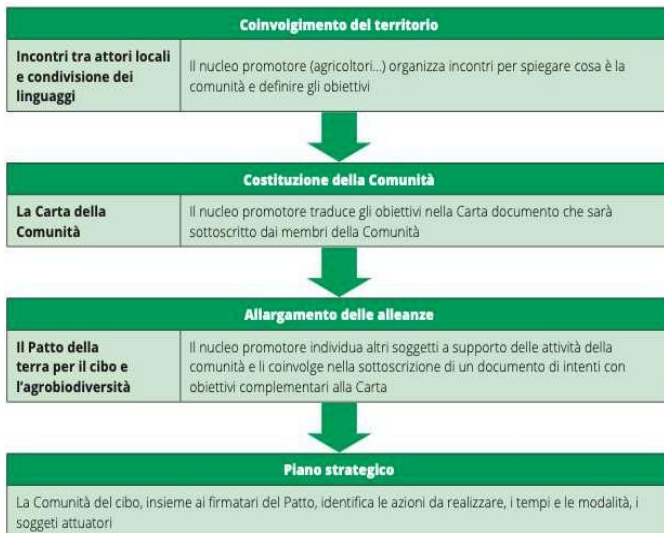 Coinvolgimento del territorio
Incontri tra attori locali
e condivisione dei
linguaggi
Il nucleo promotore (agricoltori...) organizza incontri per spiegare cosa è la
comunità e definire gli obiettivi
Costituzione della Comunità
La Carta della
Comunità
Il nucleo promotore traduce gli obiettivi nella Carta documento che sarà
sottoscritto dai membri della Comunità
Allargamento delle alleanze
Il Patto della
terra per il cibo e
l'agrobiodiversità
Il nucleo promotore individua altri soggetti a supporto delle attività della
comunità e li coinvolge nella sottoscrizione di un documento di intenti con
obiettivi complementari alla Carta
Piano strategico
La Comunità del cibo, insieme ai firmatari del Patto, identifica le azioni da realizzare, i tempi e le modalità, i
soggeti attuatori